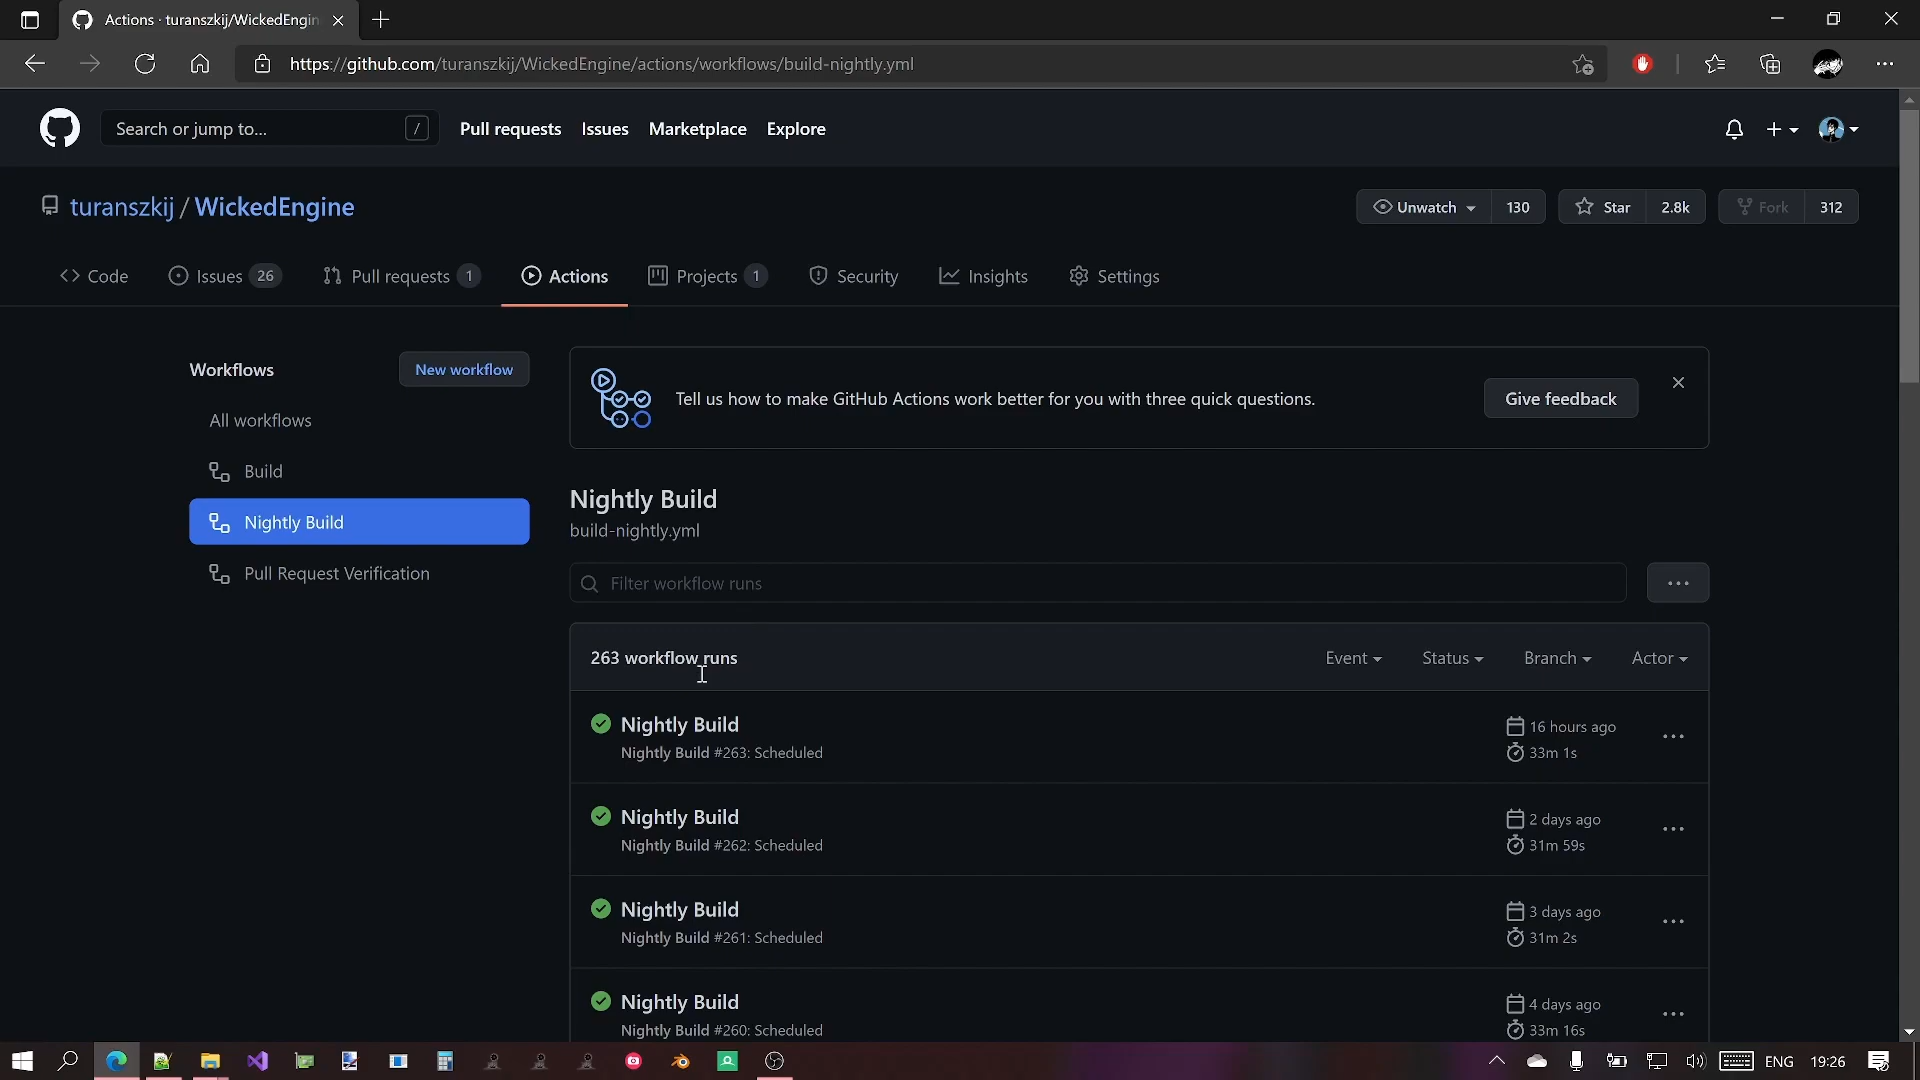 Actions · turanszkij/WickedEngin
https://github.com/turanszkij/WickedEngine/actions/workflows/build-nightly.yml
Search or jump to... /
Pull requests Issues Marketplace Explore
turanszkij / WickedEngine
Unwatch 130 Star 2.8k Fork 312
Code Issues 26 Pull requests 1 Actions Projects 1 Security Insights Settings
Workflows New workflow
All workflows
Build
Nightly Build
Pull Request Verification
Tell us how to make GitHub Actions work better for you with three quick questions. Give feedback
Nightly Build
build-nightly.yml
Filter workflow runs
263 workflow runs Event Status Branch Actor
Nightly Build
16 hours ago
Nightly Build #263: Scheduled
33m 1s
Nightly Build
2 days ago
Nightly Build #262: Scheduled
31m 59s
Nightly Build
3 days ago
Nightly Build #261: Scheduled
31m 2s
Nightly Build
4 days ago
Nightly Build #260: Scheduled
33m 16s
ENG 19:26